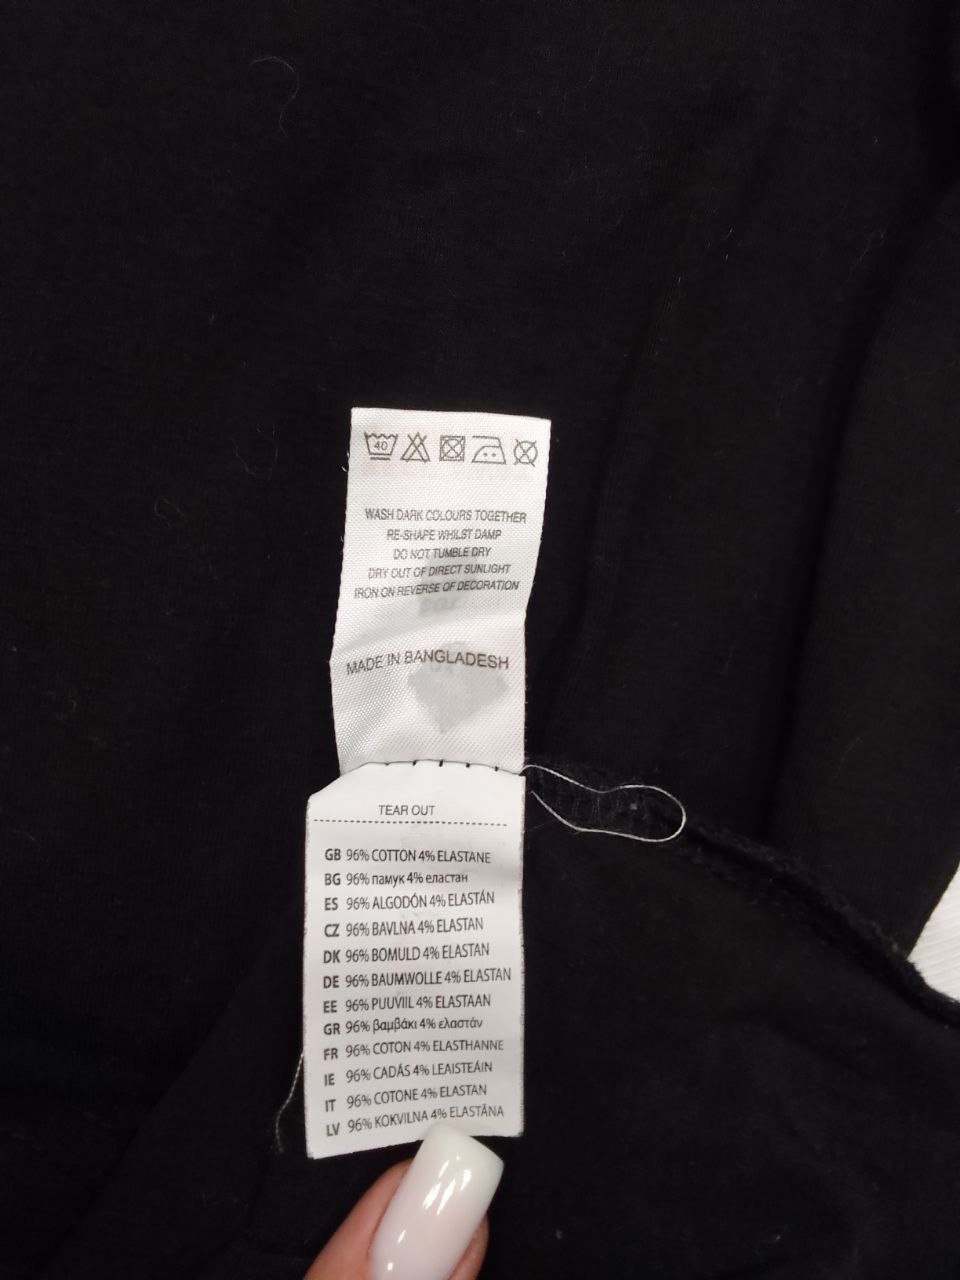 40
WASH DARK COLOURS TOGETHER
RE-SHAPE WHILST DAMP
DO NOT TUMBLE DRY
DRY OUT OF DIRECT SUNLIGHT
IRON ON REVERSE OF DECORATION
MADE IN BANGLADESH
TEAR OUT
GB 96% COTTON 4% ELASTANE
BG 96% памук 4% еластан
ES 96% ALGODÓN 4% ELASTÁN
CZ 96% BAVLNA 4% ELASTAN
DK 96% BOMULD 4% ELASTAN
DE 96% BAUMWOLLE 4% ELASTAN
EE 96% PUUVIIL 4% ELASTAAN
GR 96% βαμβάκι 4% ελαστάν
FR 96% COTON 4% ELASTHANNE
IE 96% CADÁS 4% LEAISTEÁIN
IT 96% COTONE 4% ELASTAN
LV 96% KOKVILNA 4% ELASTĀNA